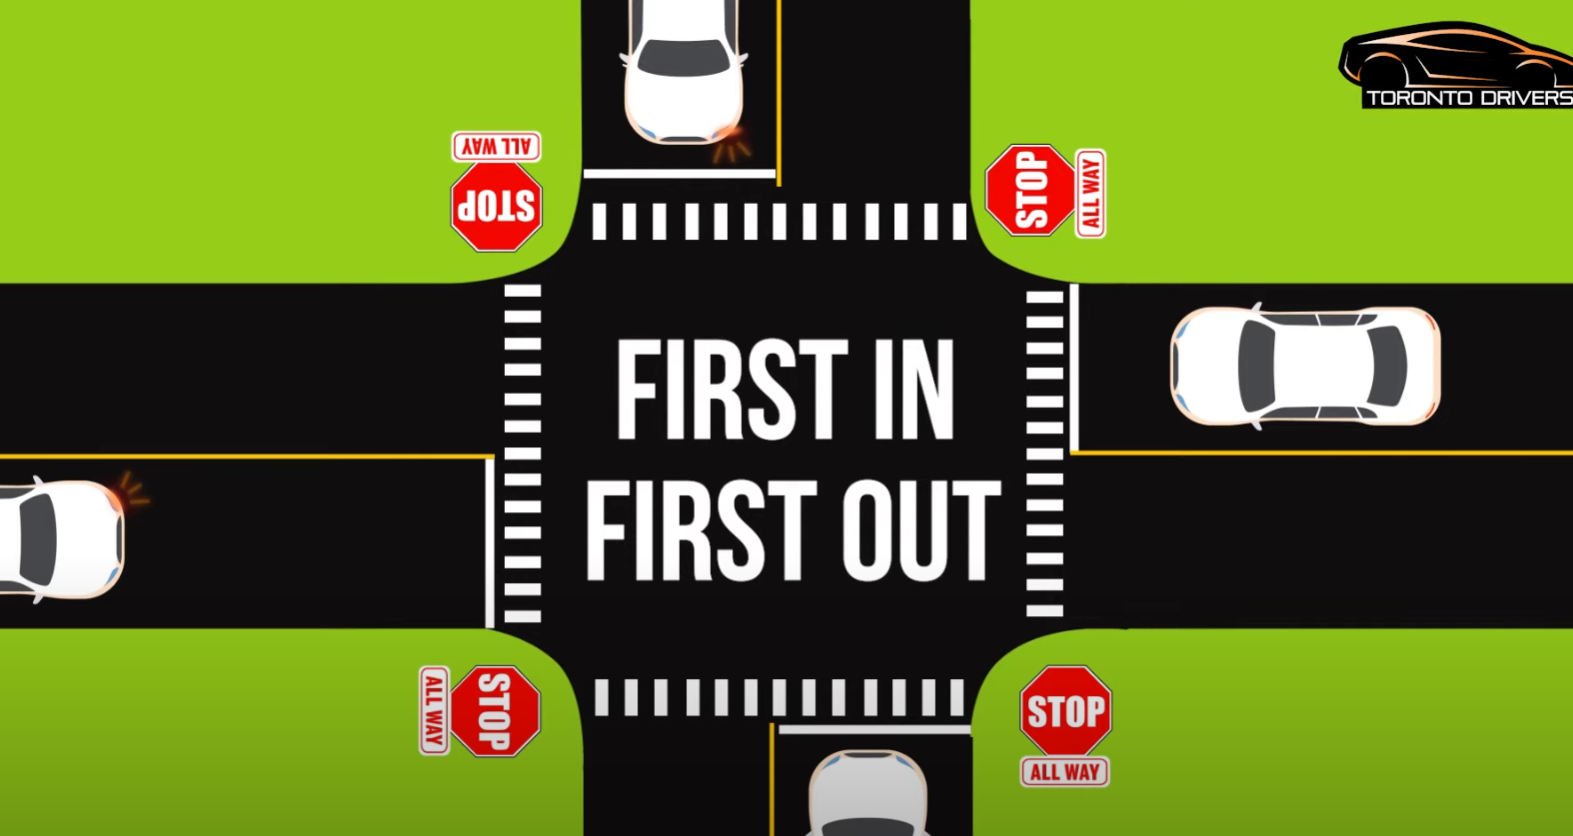 TORONTO DRIVERS
ALL WAY
STOP
STOP
ALL WAY
FIRST IN
FIRST OUT
ALL WAY
STOP
STOP
ALL WAY